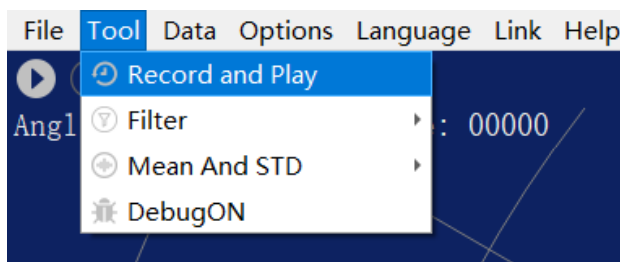 File Tool Data Options Language Link Help
Record and Play
Angl : 00000
Filter
Mean And STD
DebugON